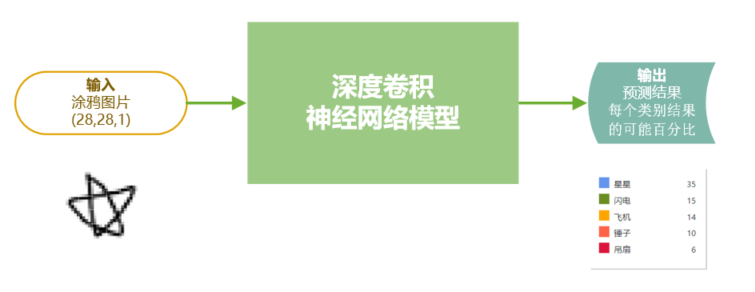 输入
涂鸦图片
(28,28,1)
深度卷积
神经网络模型
输出
预测结果
每个类别结果
的可能百分比
星星 35
闪电 15
飞机 14
锤子 10
吊扇 6